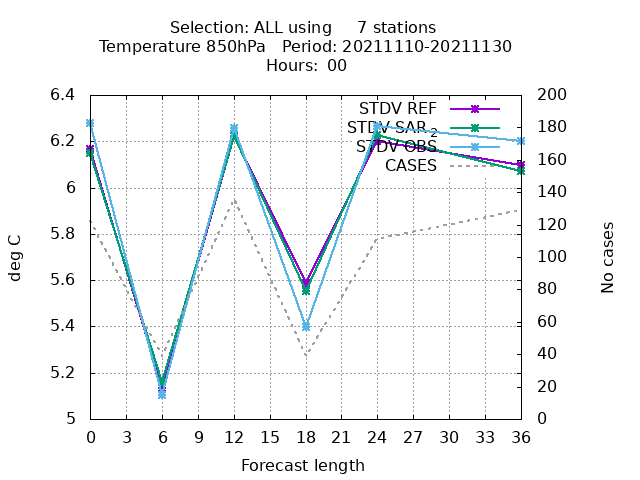 Selection: ALL using     7 stations
Temperature 850hPa   Period: 20211110-20211130
Hours:  00
6.4
6.2
6
5.8
5.6
5.4
5.2
5
200
180
160
140
120
100
80
60
40
20
0
STDV REF
STDV SAR_2
STDV OBS
CASES
deg C
No cases
0 3 6 9 12 15 18 21 24 27 30 33 36
Forecast length